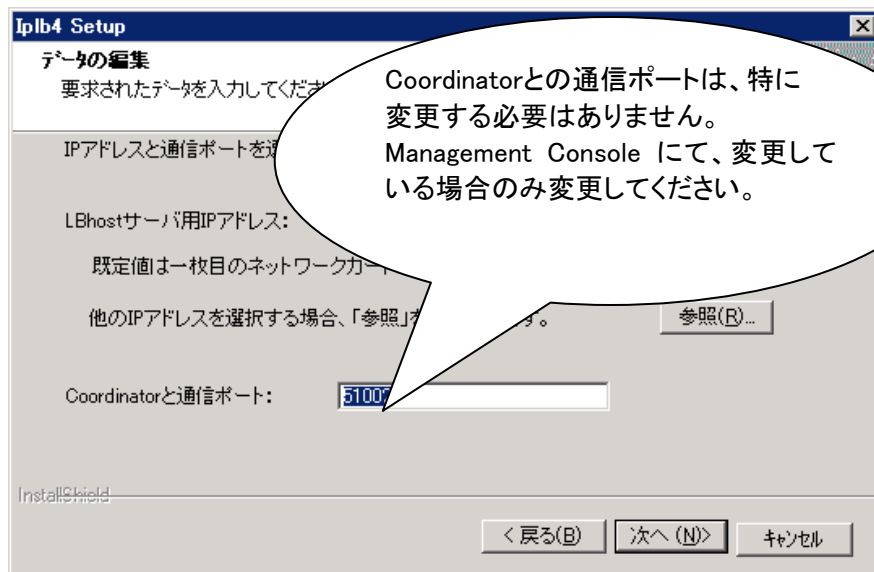 Iplb4 Setup
データの編集
要求されたデータを入力してくださ
Coordinatorとの通信ポートは、特に
変更する必要はありません。
Management Console にて、変更して
いる場合のみ変更してください。
IPアドレスと通信ポートを選
LBhostサーバ用IPアドレス:
既定値は一枚目のネットワークカード
他のIPアドレスを選択する場合、「参照」を す。
参照(R)...
Coordinatorと通信ポート:
51002
InstallShield
< 戻る(B)
次へ (N)>
キャンセル